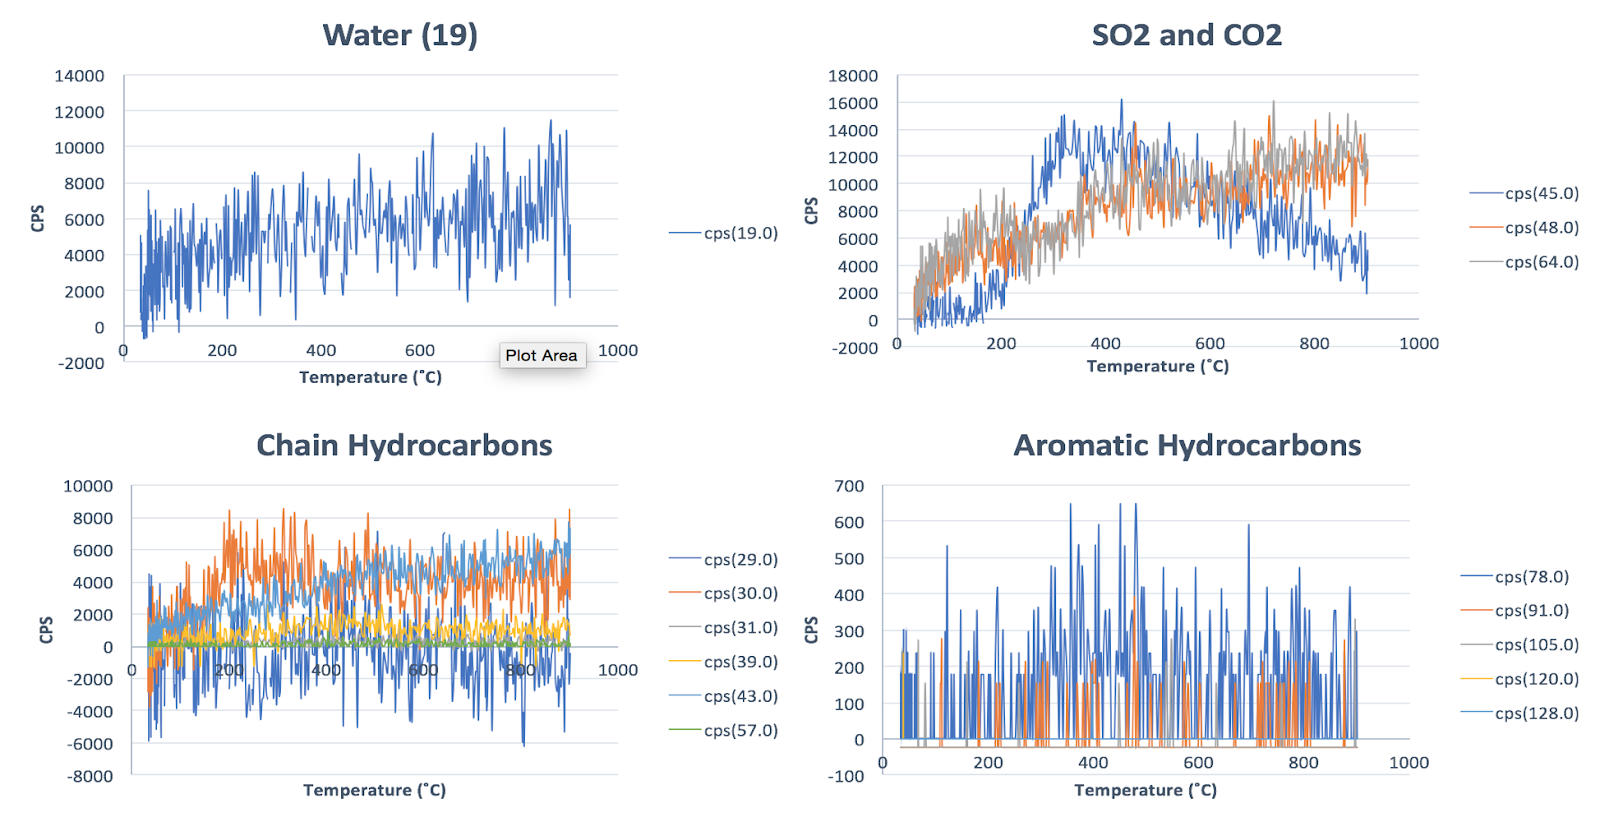 Water (19)
14000
12000
10000
8000
6000
4000
2000
0
-2000
CPS
0 200 400 600 1000
Plot Area
Temperature (˚C)
cps(19.0)
SO2 and CO2
18000
16000
14000
12000
10000
8000
6000
4000
2000
0
-2000
CPS
0 200 400 600 800 1000
Temperature (˚C)
cps(45.0)
cps(48.0)
cps(64.0)
Chain Hydrocarbons
10000
8000
6000
4000
2000
0
-2000
-4000
-6000
-8000
CPS
0 200 400 600 800 1000
Temperature (˚C)
cps(29.0)
cps(30.0)
cps(31.0)
cps(39.0)
cps(43.0)
cps(57.0)
Aromatic Hydrocarbons
700
600
500
400
300
200
100
0
-100
CPS
0 200 400 600 800 1000
Temperature (˚C)
cps(78.0)
cps(91.0)
cps(105.0)
cps(120.0)
cps(128.0)